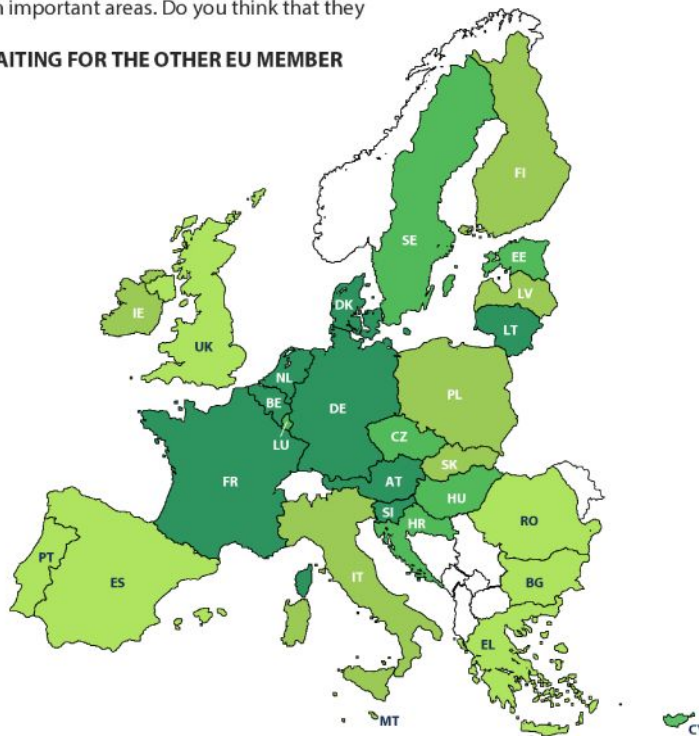 important areas. Do you think that they
FOR THE OTHER EU MEMBER
FI
SE
EE
LV
LT
DK
IE
UK
NL
BE
DE
PL
LU
CZ
SK
FR
AT
HU
SI
HR
RO
PT
ES
IT
BG
EL
MT